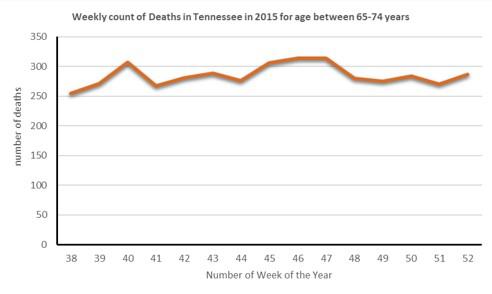 Weekly count of Deaths in Tennessee in 2015 for age between 65-74 years
350
300
250
200
150
100
50
0
number of deaths
38 39 40 41 42 43 44 45 46 47 48 49 50 51 52
Number of Week of the Year